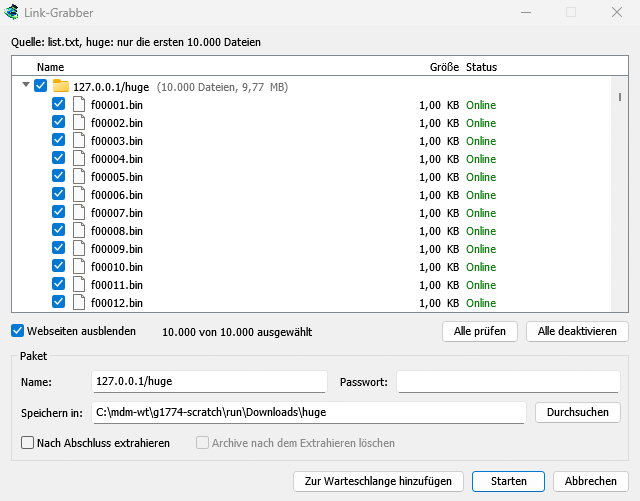 Link-Grabber
Quelle: list.txt, huge: nur die ersten 10.000 Dateien
Name Größe Status
127.0.0.1/huge (10.000 Dateien, 9,77 MB)
f00001.bin 1,00 KB Online
f00002.bin 1,00 KB Online
f00003.bin 1,00 KB Online
f00004.bin 1,00 KB Online
f00005.bin 1,00 KB Online
f00006.bin 1,00 KB Online
f00007.bin 1,00 KB Online
f00008.bin 1,00 KB Online
f00009.bin 1,00 KB Online
f00010.bin 1,00 KB Online
f00011.bin 1,00 KB Online
f00012.bin 1,00 KB Online
Webseiten ausblenden 10.000 von 10.000 ausgewählt Alle prüfen Alle deaktivieren
Paket
Name: 127.0.0.1/huge Passwort:
Speichern in: C:\mdm-wt\g1774-scratch\run\Downloads\huge Durchsuchen
Nach Abschluss extrahieren Archive nach dem Extrahieren löschen
Zur Warteschlange hinzufügen Starten Abbrechen